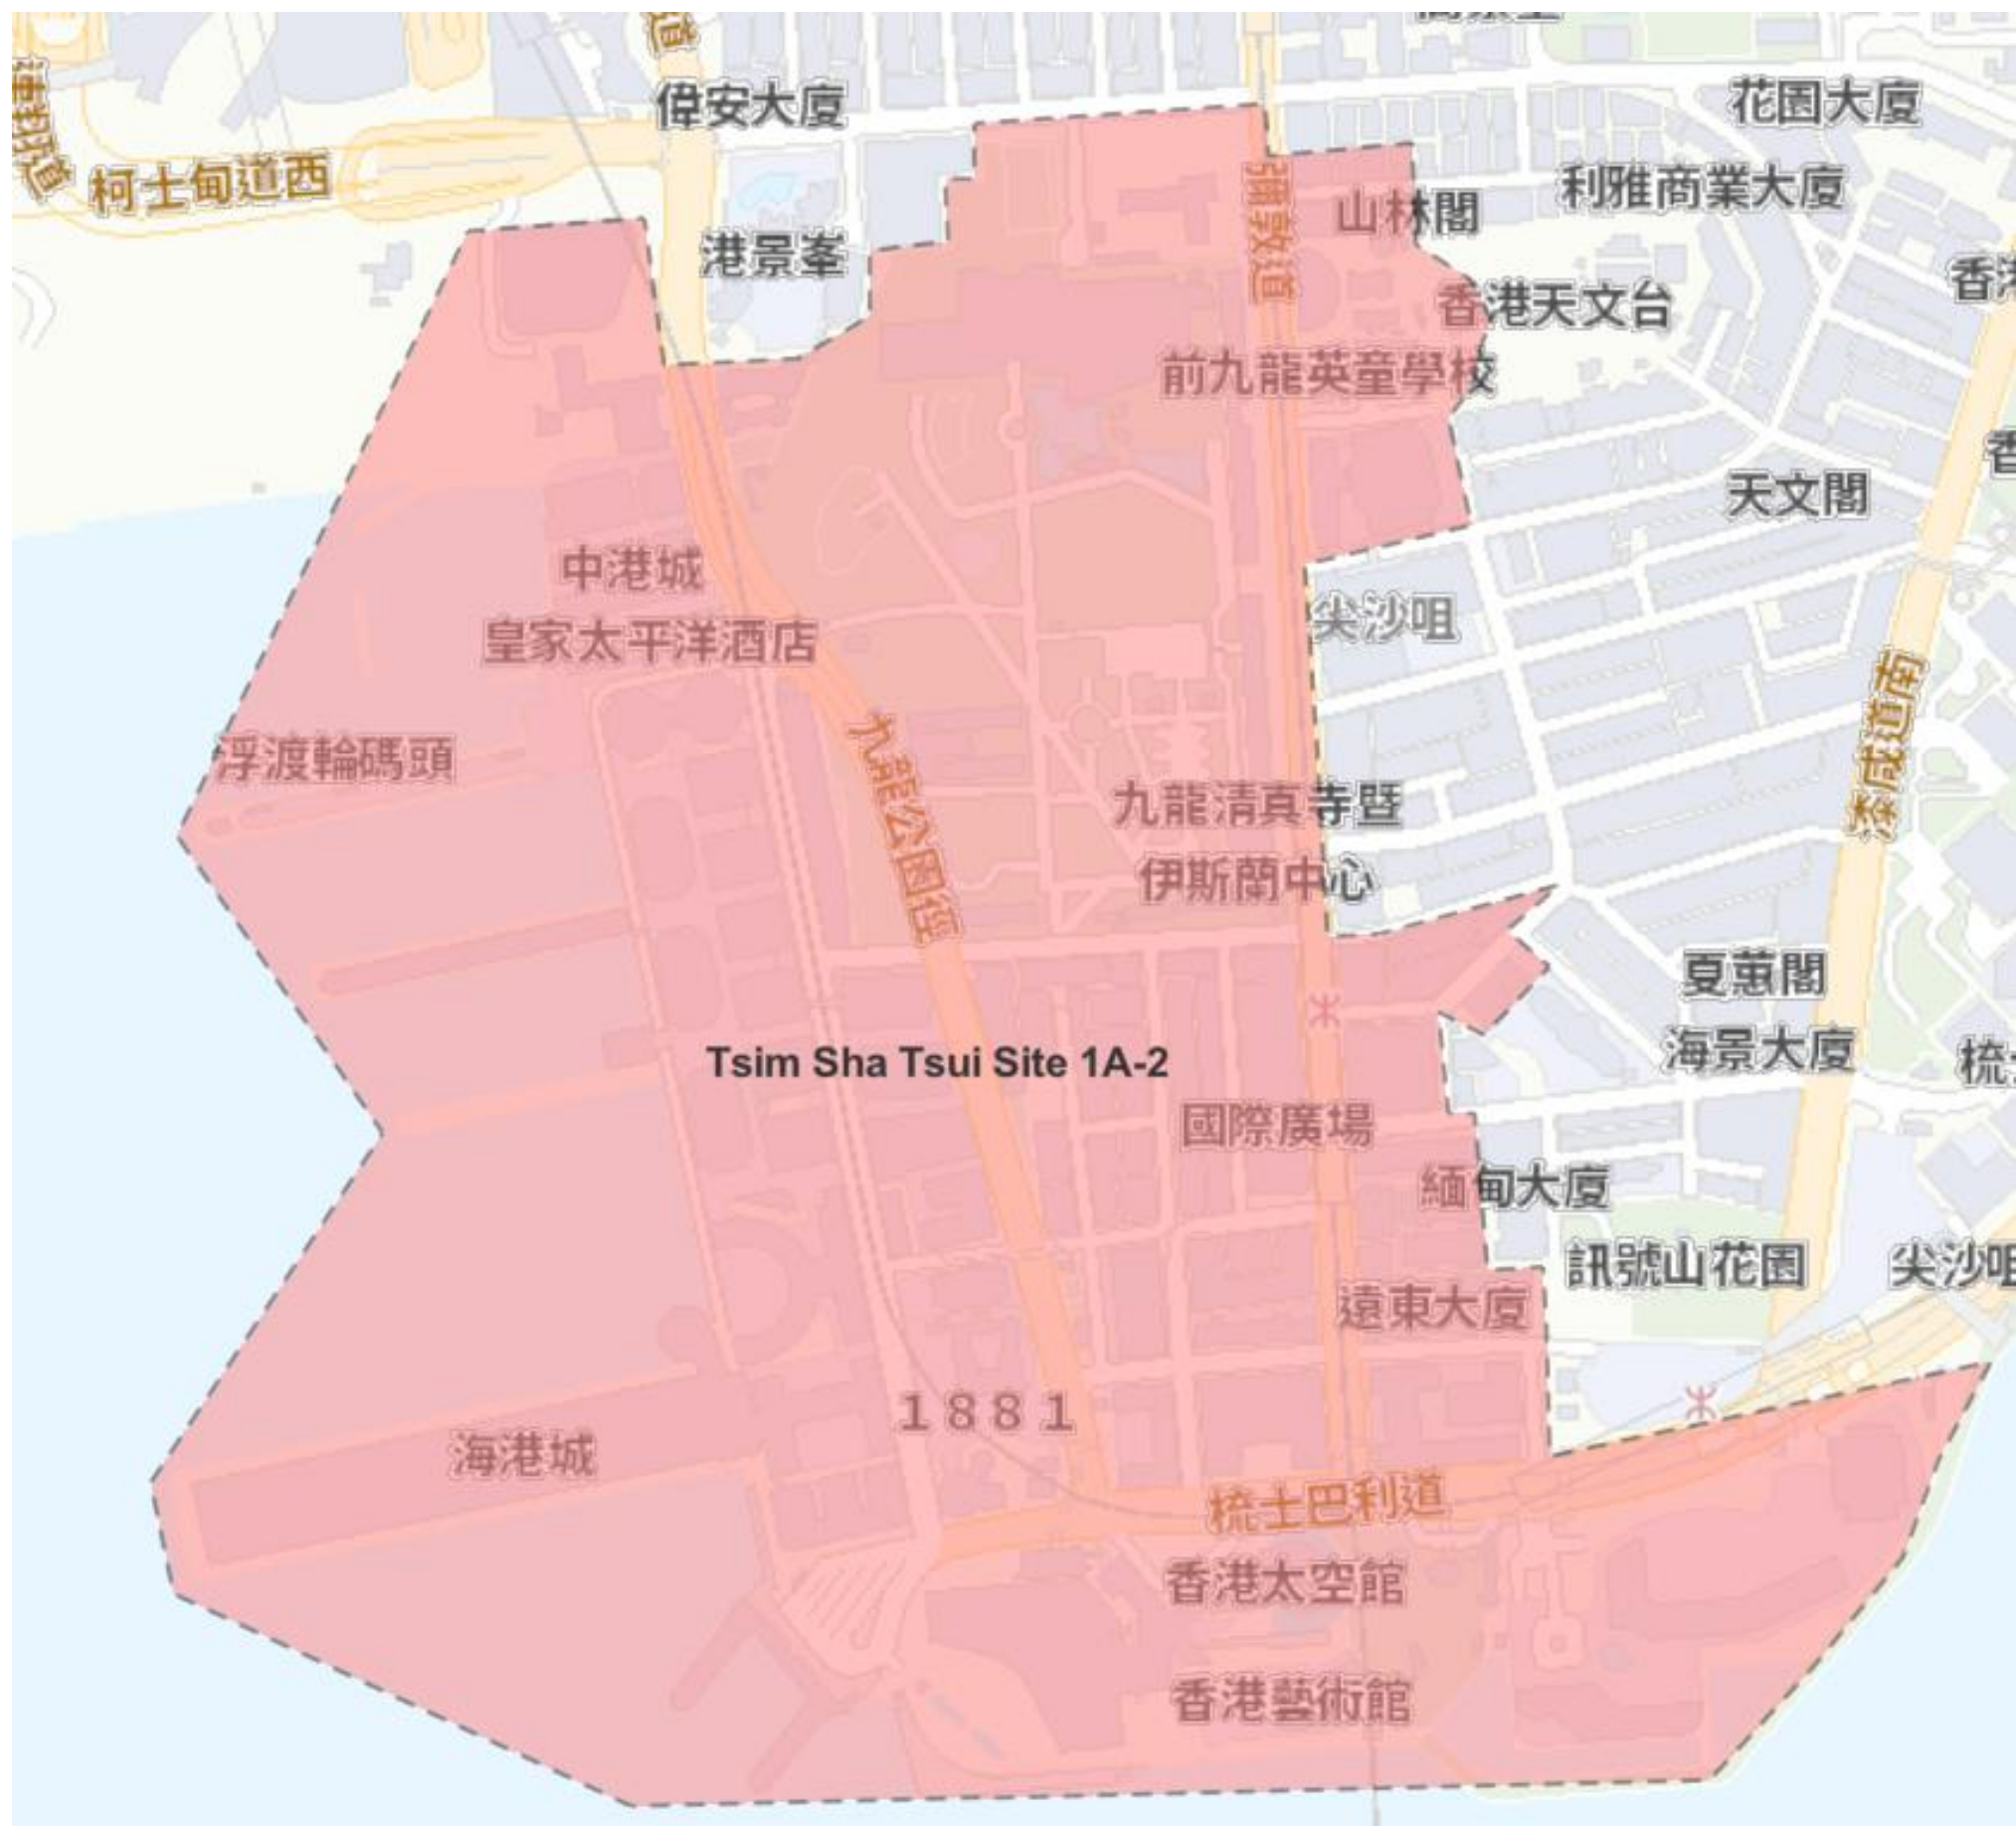 道
偉安大廈
花園大廈
柯士甸道西
利雅商業大廈
山林閣
港景峯
彌敦道
香港天文台
前九龍英童學校
天文閣
中港城
尖沙咀
皇家太平洋酒店
浮渡輪碼頭
漆咸道南
九龍公園徑
九龍清真寺暨
伊斯蘭中心
夏蕙閣
海景大廈
Tsim Sha Tsui Site 1A-2
國際廣場
緬甸大廈
訊號山花園
尖沙咀
遠東大廈
1881
海港城
梳士巴利道
香港太空館
香港藝術館